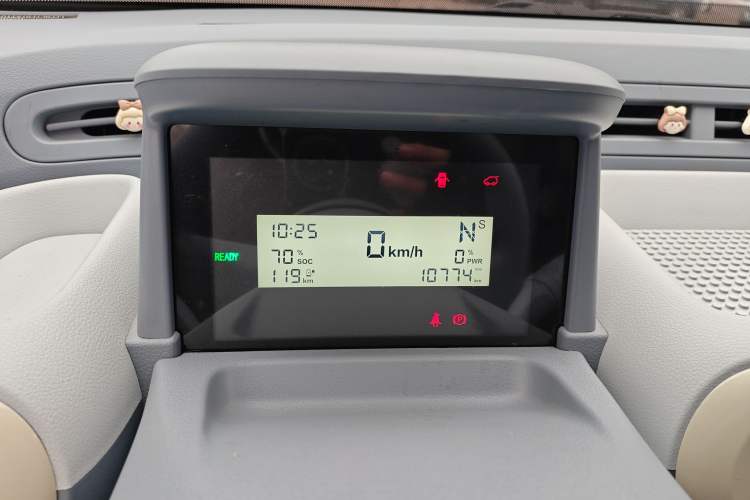 10:25
0 km/h
N S
READY
70 % SOC
0 % PWR
119 km
10774
P